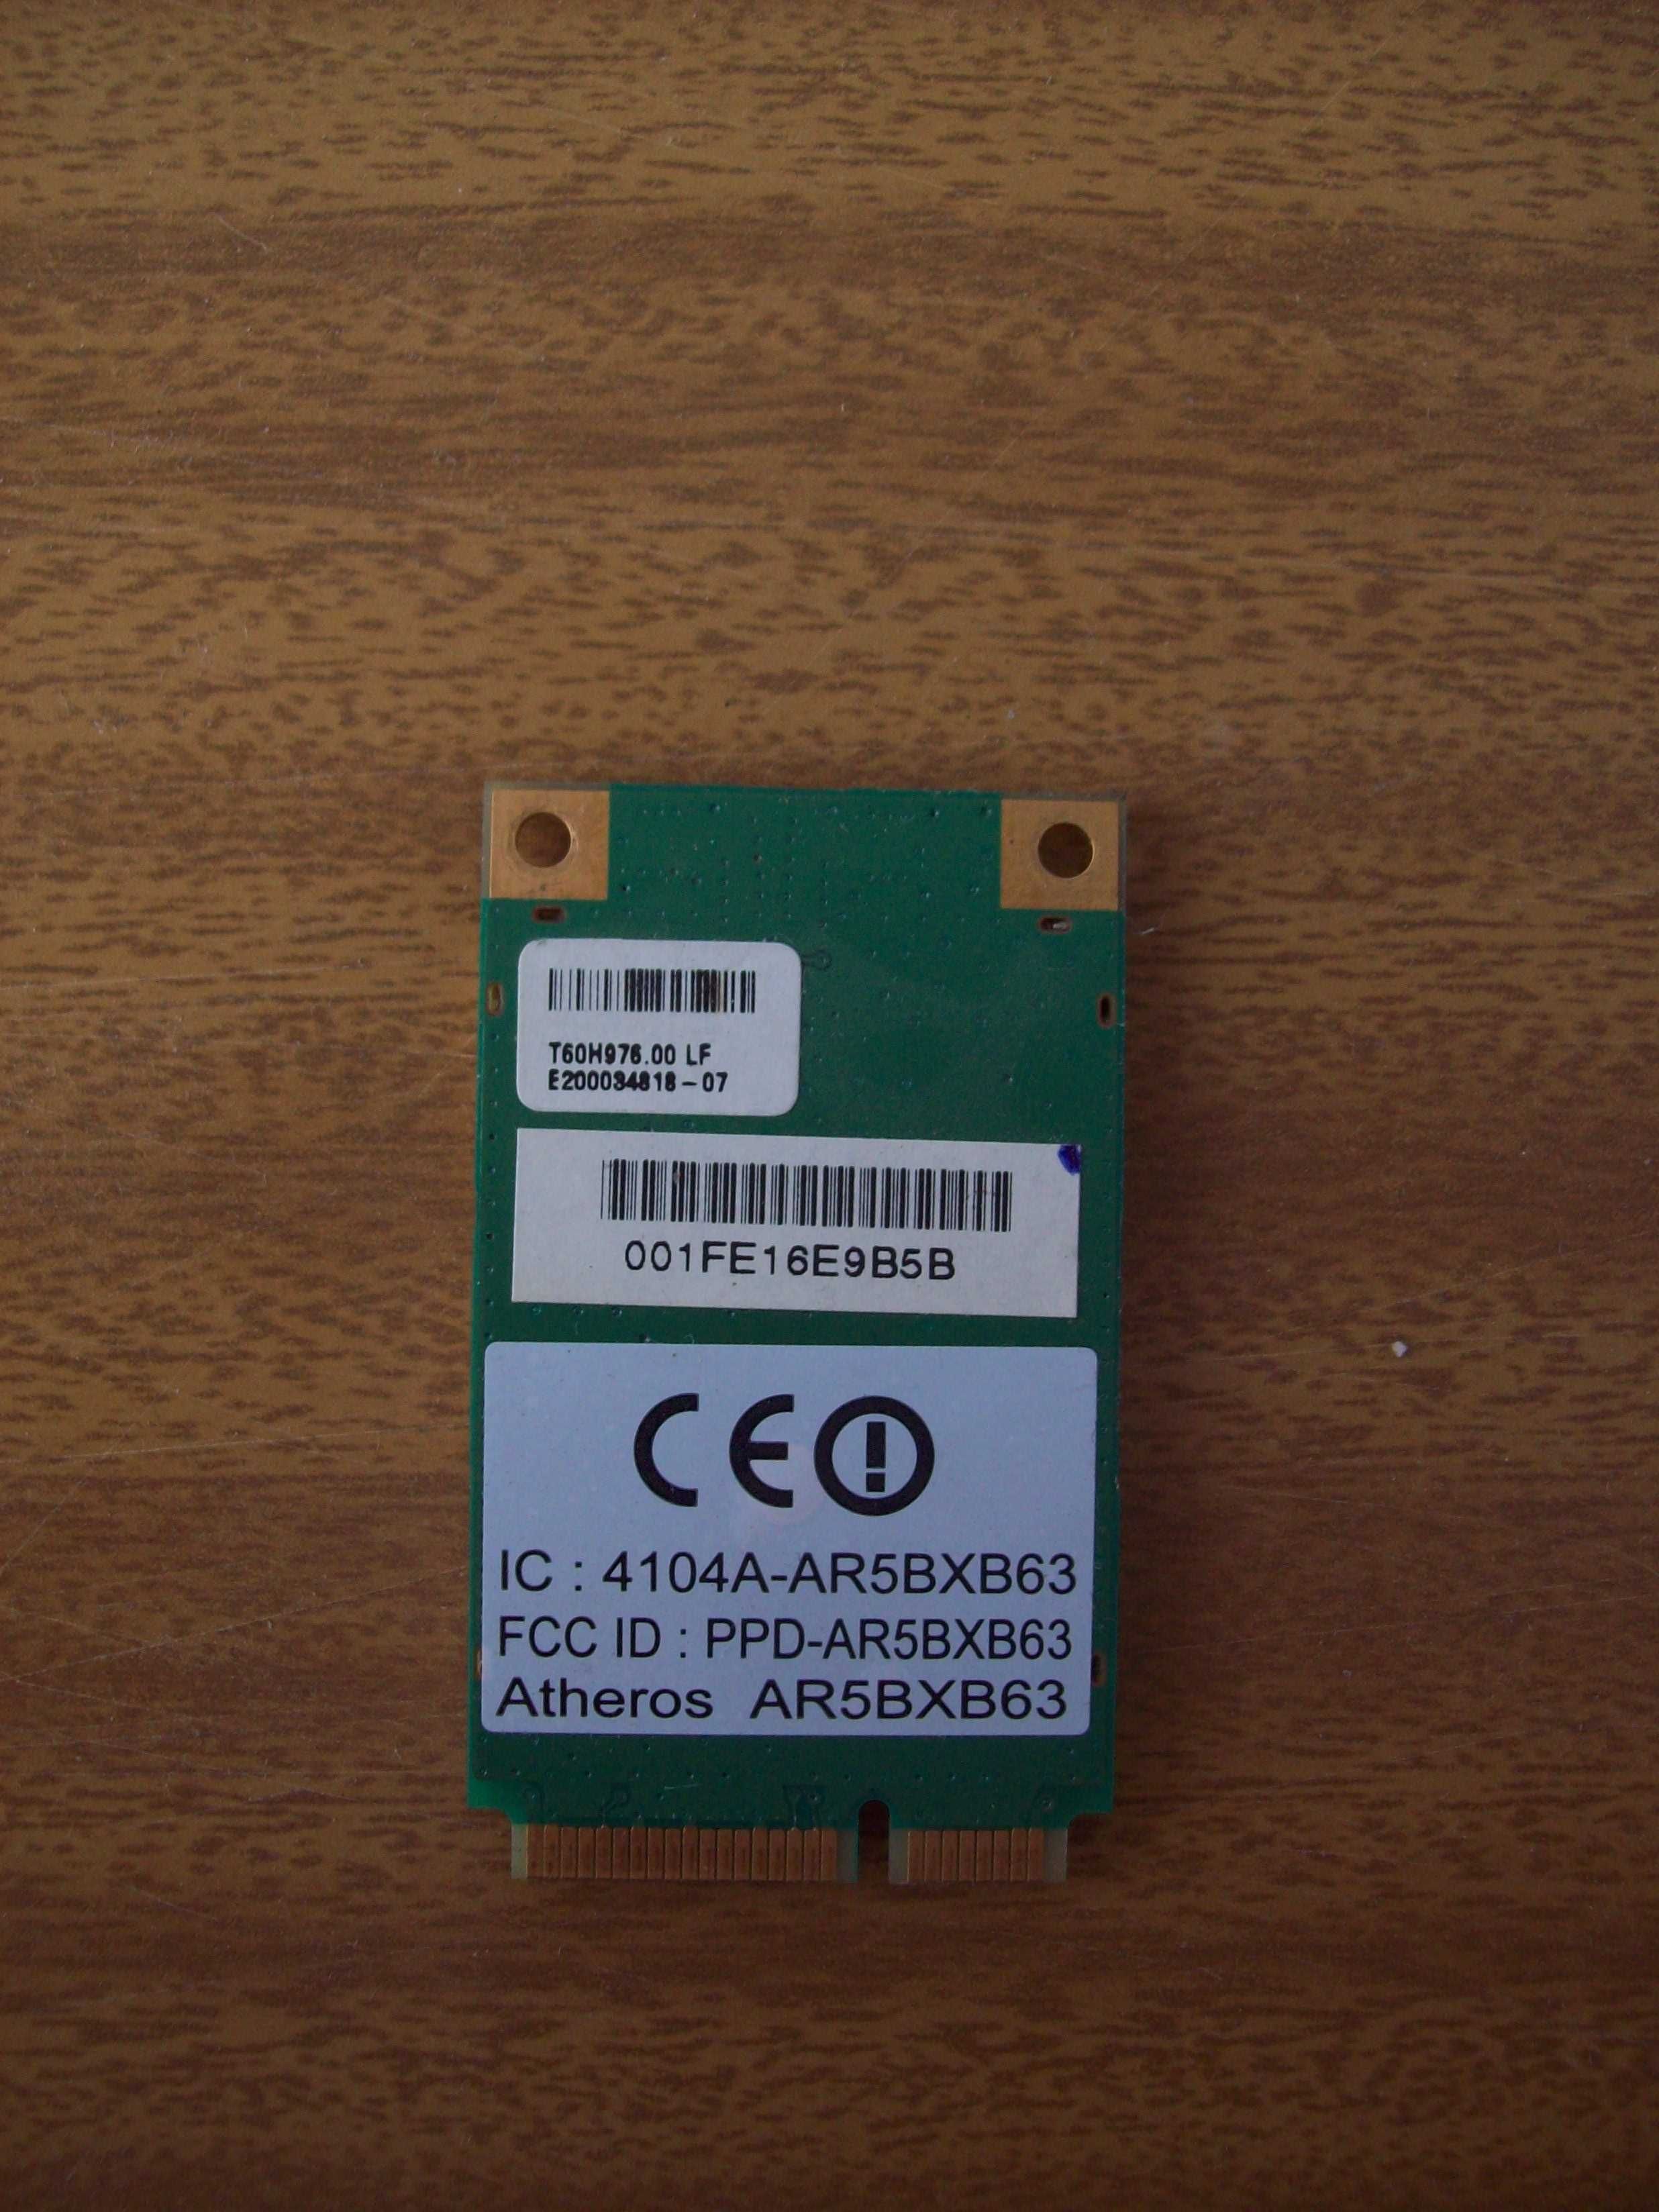 T60H976.00 LF
E200034818-07
001FE16E9B5B
CE
IC : 4104A-AR5BXB63
FCC ID : PPD-AR5BXB63
Atheros AR5BXB63